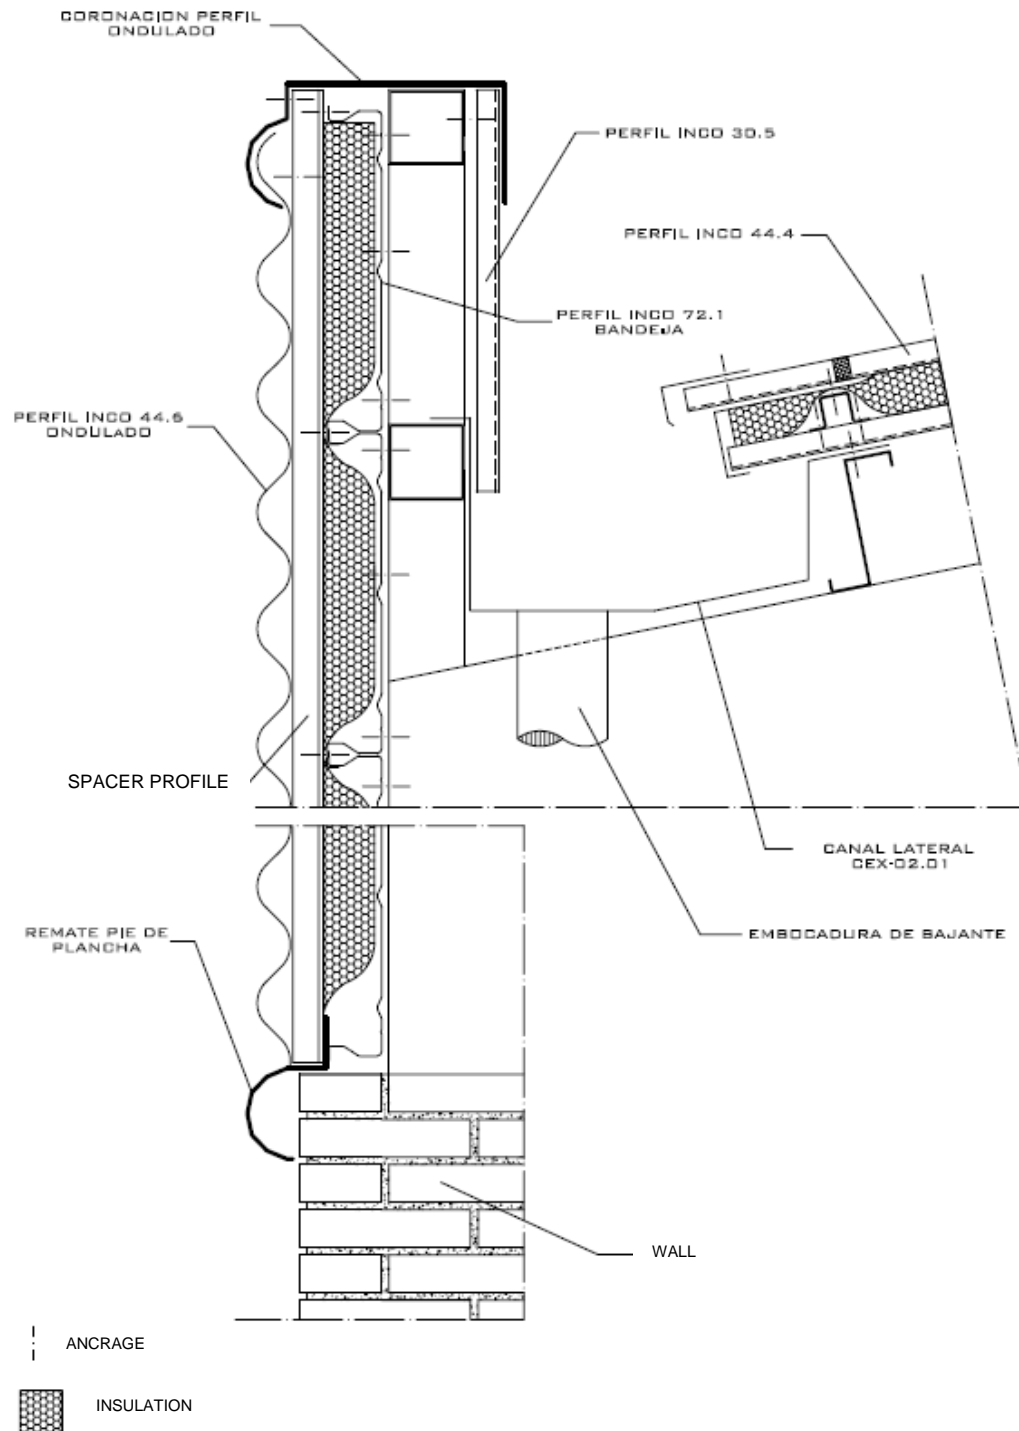 CORONACION PERFIL
ONDULADO
PERFIL INCO 30.5
PERFIL INCO 44.4
PERFIL INCO 72.1
BANDEJA
PERFIL INCO 44.6
ONDULADO
SPACER PROFILE
CANAL LATERAL
CEX-02.01
REMATE PIE DE
PLANCHA
EMBOCADURA DE BAJANTE
WALL
ANCRAGE
INSULATION